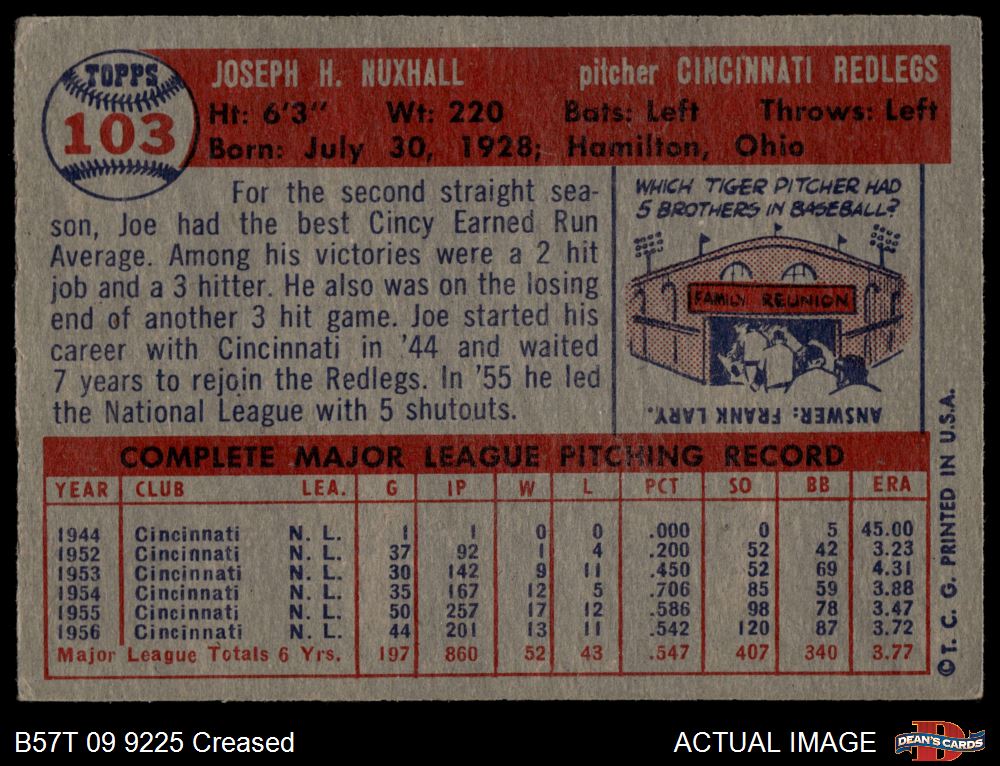 TOPPS
103
JOSEPH H. NUXHALL pitcher CINCINNATI REDLEGS
Ht: 6'3" Wt: 220 Bats: Left Throws: Left
Born: July 30, 1928; Hamilton, Ohio
For the second straight sea-
son, Joe had the best Cincy Earned Run
Average. Among his victories were a 2 hit
job and a 3 hitter. He also was on the losing
end of another 3 hit game. Joe started his
career with Cincinnati in '44 and waited
7 years to rejoin the Redlegs. In '55 he led
the National League with 5 shutouts.
WHICH TIGER PITCHER HAD
5 BROTHERS IN BASEBALL?
FAMILY REUNION
ANSWER: FRANK LARY.
COMPLETE MAJOR LEAGUE PITCHING RECORD
YEAR CLUB LEA. G IP W L PCT SO BB ERA
1944 Cincinnati N. L. 1 1 0 0 .000 0 5 45.00
1952 Cincinnati N. L. 37 92 1 4 .200 52 42 3.23
1953 Cincinnati N. L. 30 142 9 11 .450 52 69 4.31
1954 Cincinnati N. L. 35 167 12 5 .706 85 59 3.88
1955 Cincinnati N. L. 50 257 17 12 .586 98 78 3.47
1956 Cincinnati N. L. 44 201 13 11 .542 120 87 3.72
Major League Totals 6 Yrs. 197 860 52 43 .547 407 340 3.77
©T. C. G. PRINTED IN U.S.A.
B57T 09 9225 Creased
ACTUAL IMAGE
D
DEAN'S CARDS